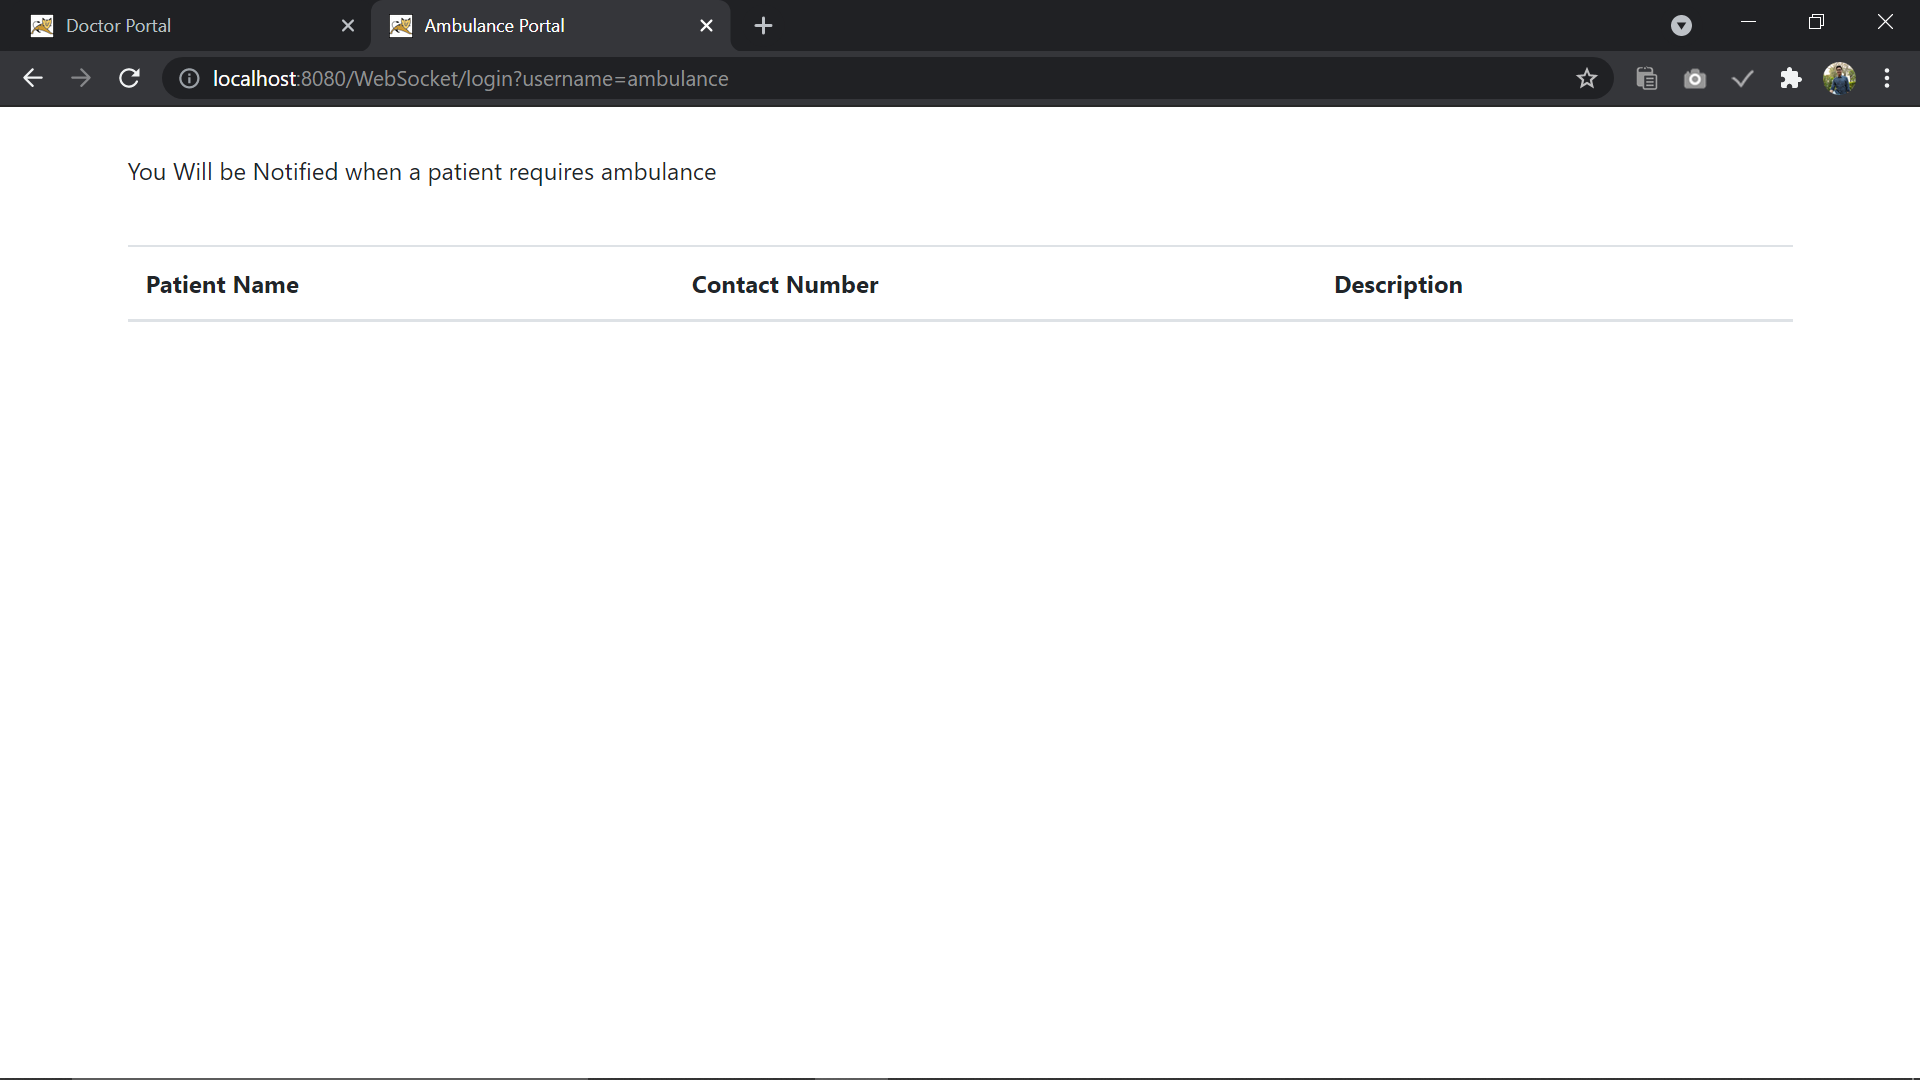 Doctor Portal
Ambulance Portal
localhost:8080/WebSocket/login?username=ambulance
You Will be Notified when a patient requires ambulance
Patient Name Contact Number Description